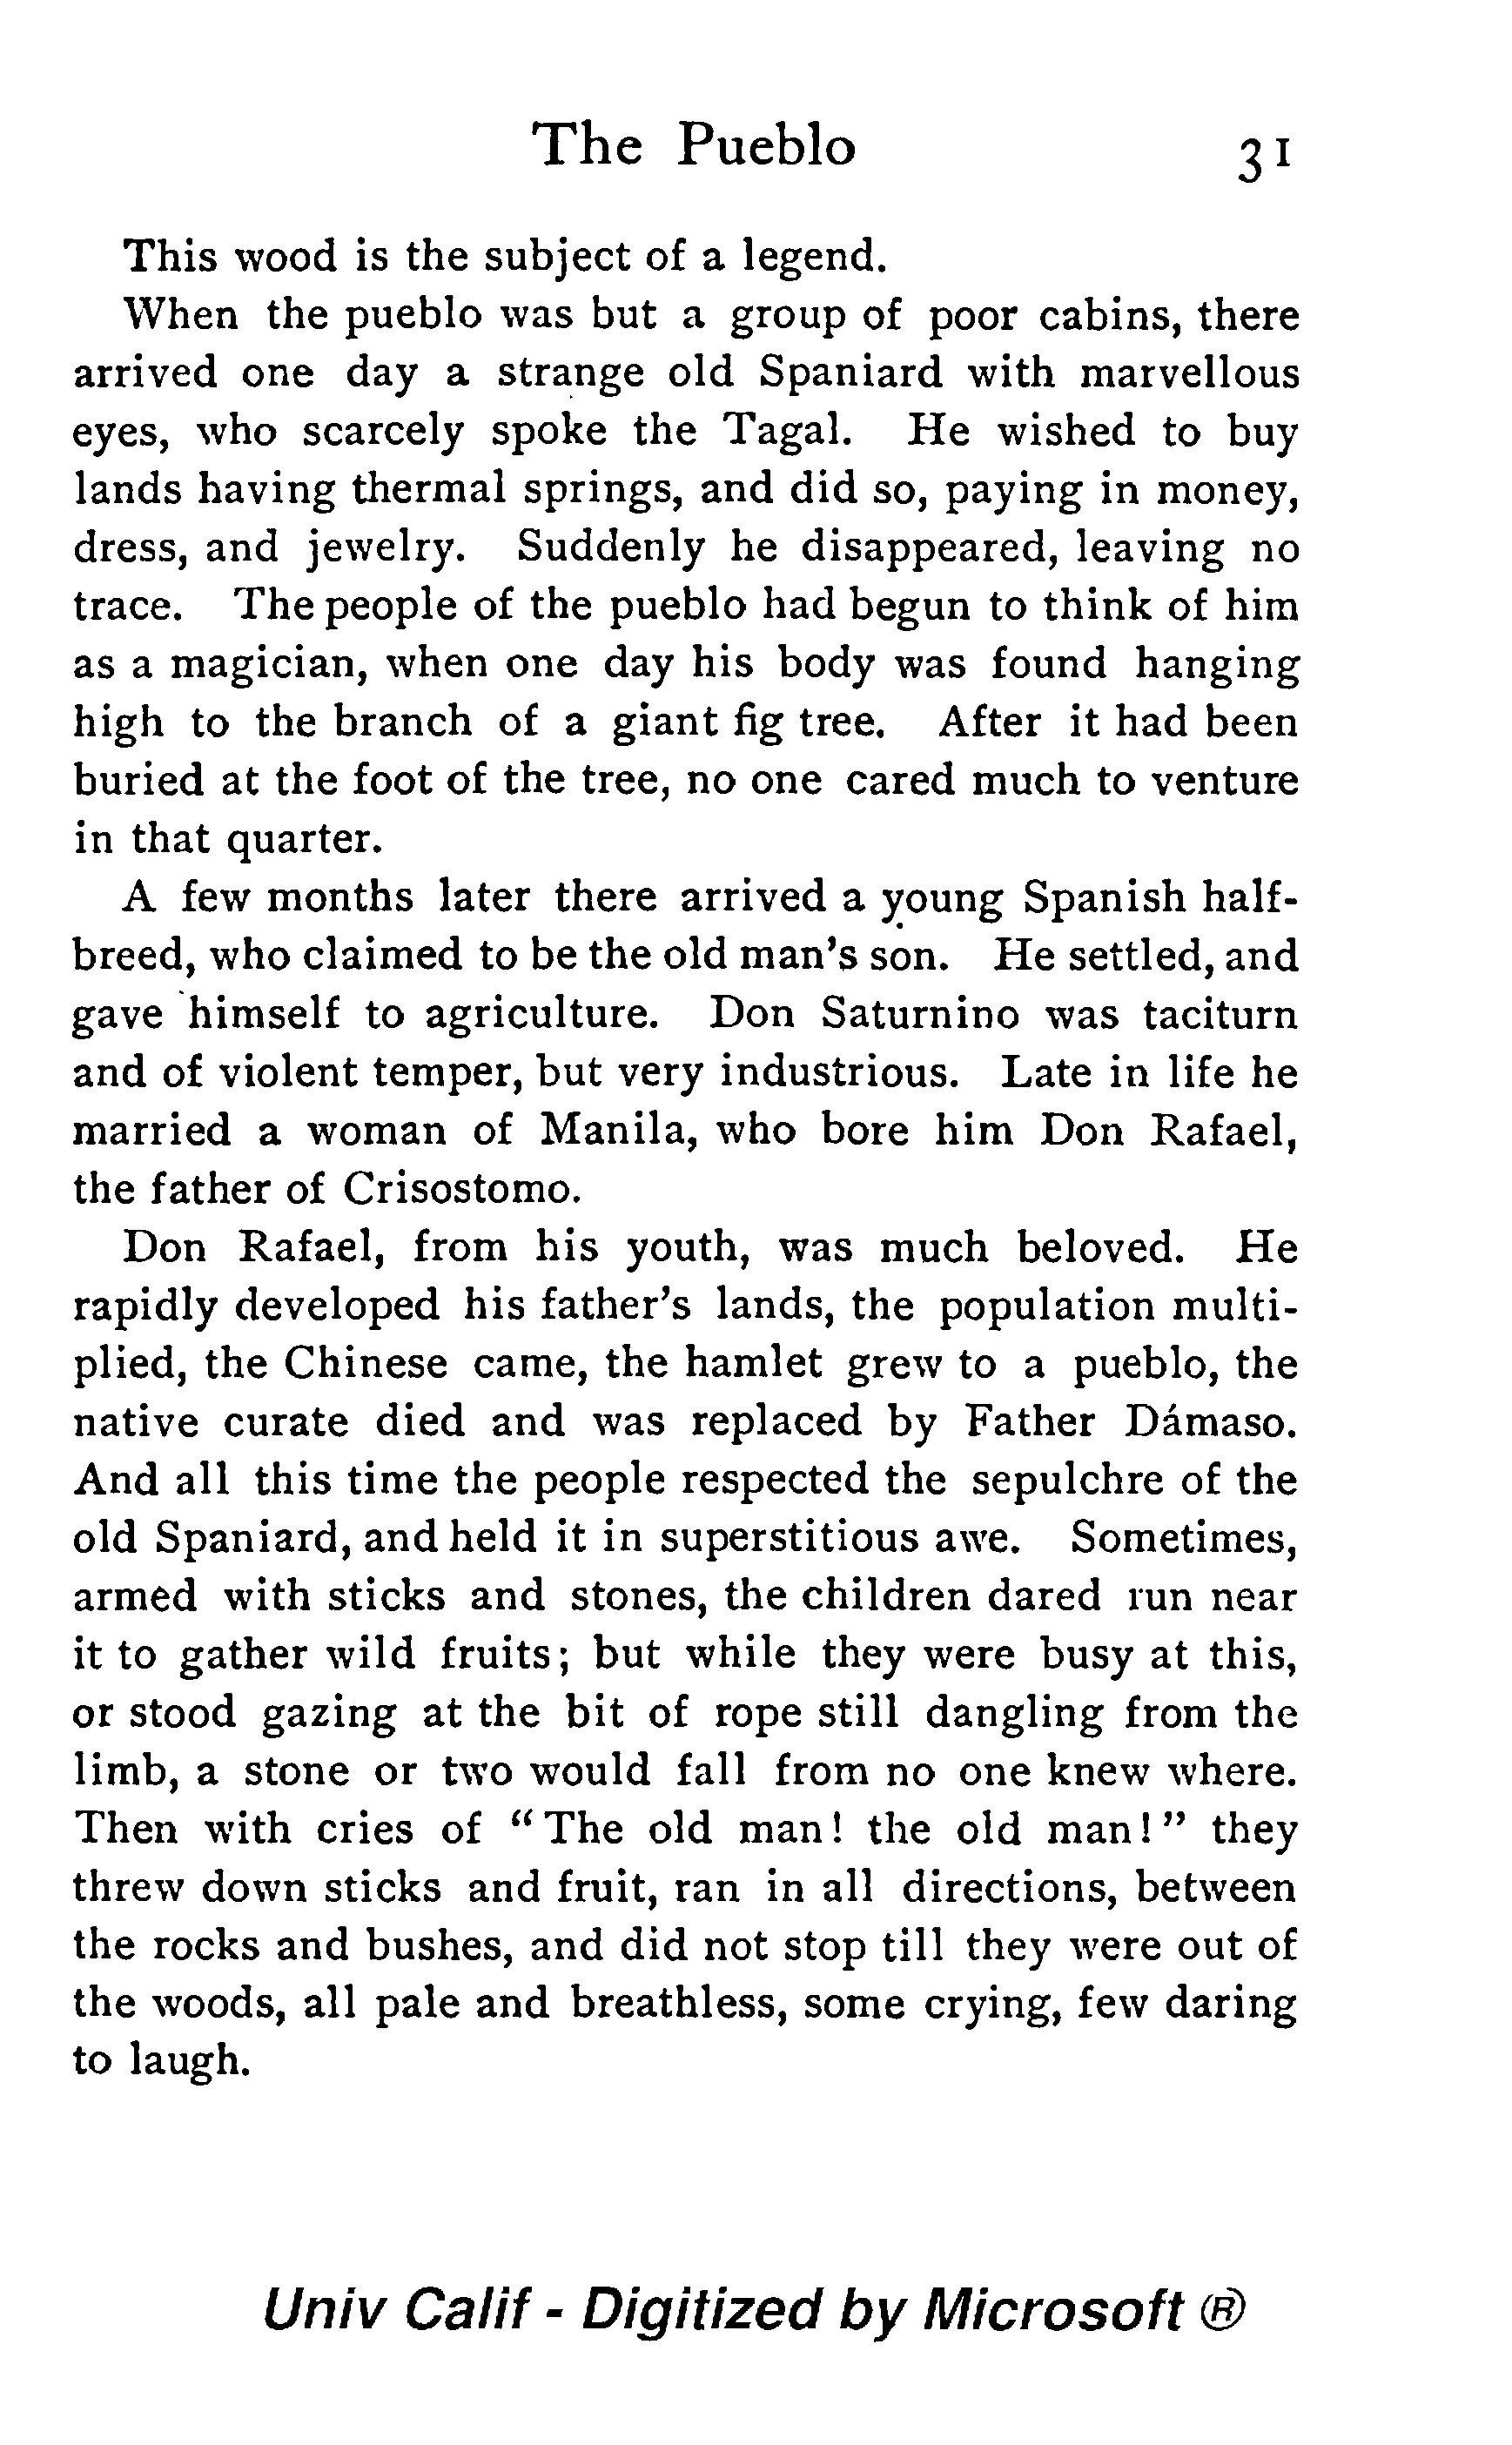 The Pueblo 31
This wood is the subject of a legend.
When the pueblo was but a group of poor cabins, there
arrived one day a strange old Spaniard with marvellous
eyes, who scarcely spoke the Tagal. He wished to buy
lands having thermal springs, and did so, paying in money,
dress, and jewelry. Suddenly he disappeared, leaving no
trace. The people of the pueblo had begun to think of him
as a magician, when one day his body was found hanging
high to the branch of a giant fig tree. After it had been
buried at the foot of the tree, no one cared much to venture
in that quarter.
A few months later there arrived a young Spanish half-
breed, who claimed to be the old man's son. He settled, and
gave himself to agriculture. Don Saturnino was taciturn
and of violent temper, but very industrious. Late in life he
married a woman of Manila, who bore him Don Rafael,
the father of Crisostomo.
Don Rafael, from his youth, was much beloved. He
rapidly developed his father's lands, the population multi-
plied, the Chinese came, the hamlet grew to a pueblo, the
native curate died and was replaced by Father Dámaso.
And all this time the people respected the sepulchre of the
old Spaniard, and held it in superstitious awe. Sometimes,
armed with sticks and stones, the children dared run near
it to gather wild fruits; but while they were busy at this,
or stood gazing at the bit of rope still dangling from the
limb, a stone or two would fall from no one knew where.
Then with cries of "The old man! the old man!" they
threw down sticks and fruit, ran in all directions, between
the rocks and bushes, and did not stop till they were out of
the woods, all pale and breathless, some crying, few daring
to laugh.
Univ Calif - Digitized by Microsoft ®